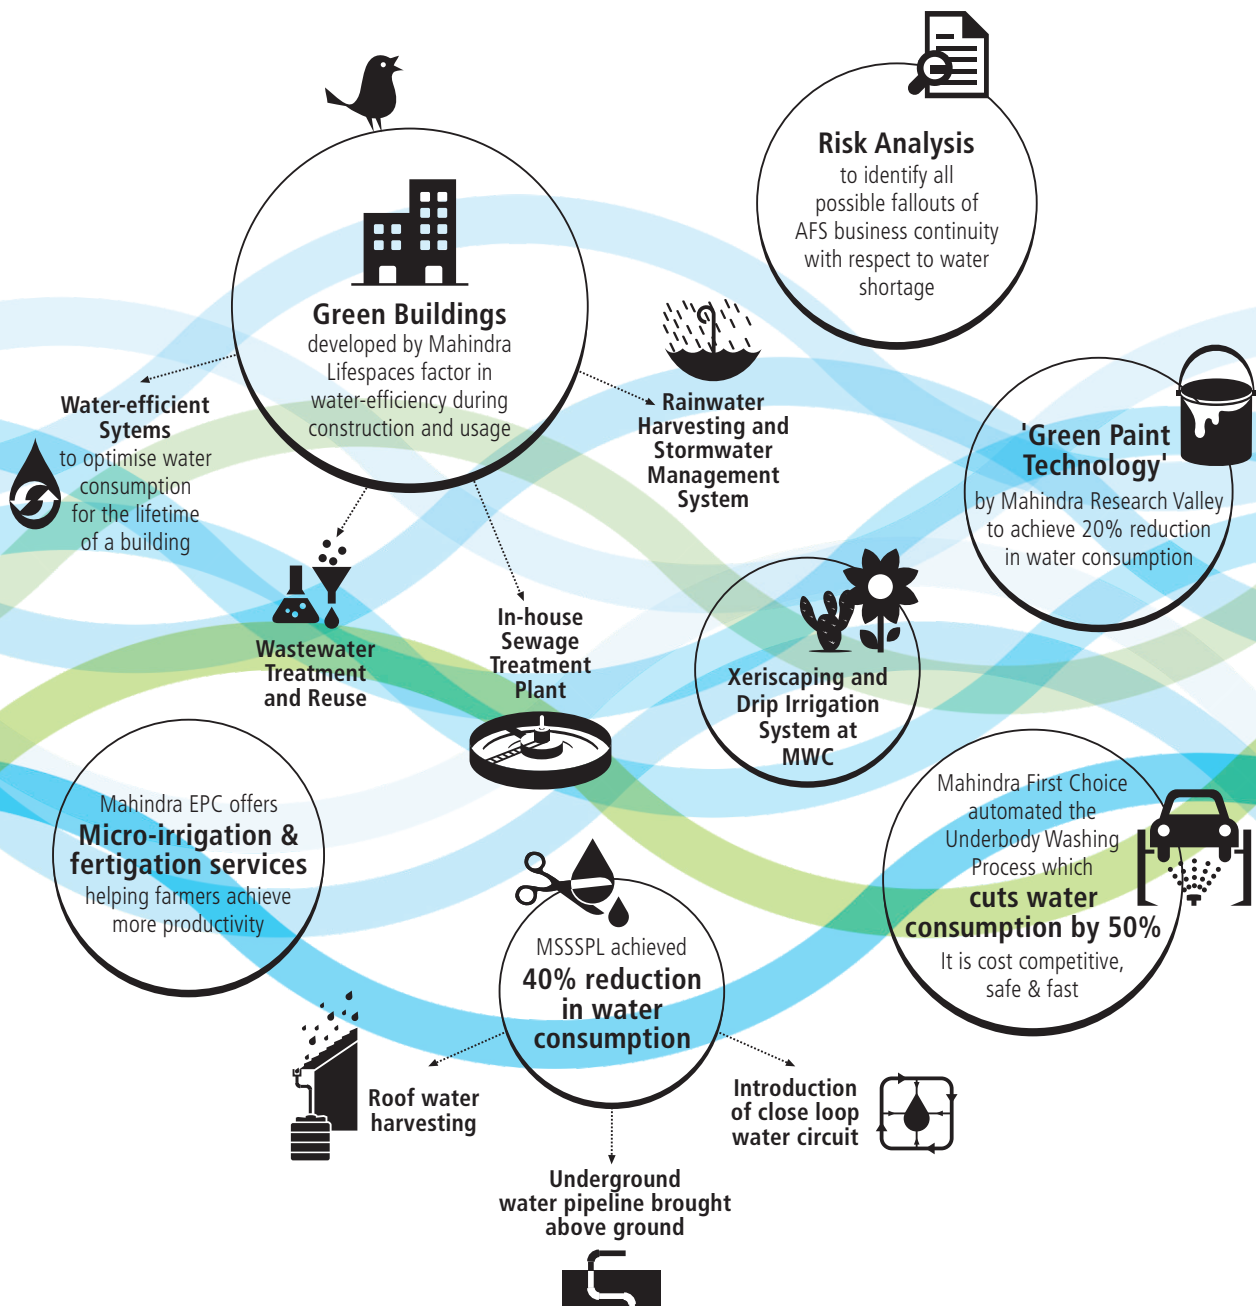 Risk Analysis
to identify all
possible fallouts of
AFS business continuity
with respect to water
shortage
Green Buildings
developed by Mahindra
Lifespaces factor in
water-efficiency during
construction and usage
Water-efficient
Sytems
to optimise water
consumption
for the lifetime
of a building
Rainwater
Harvesting and
Stormwater
Management
System
'Green Paint
Technology'
by Mahindra Research Valley
to achieve 20% reduction
in water consumption
Wastewater
Treatment
and Reuse
In-house
Sewage
Treatment
Plant
Xeriscaping and
Drip Irrigation
System at
MWC
Mahindra EPC offers
Micro-irrigation &
fertigation services
helping farmers achieve
more productivity
Mahindra First Choice
automated the
Underbody Washing
Process which
cuts water
consumption by 50%
It is cost competitive,
safe & fast
MSSSPL achieved
40% reduction
in water
consumption
Roof water
harvesting
Introduction
of close loop
water circuit
Underground
water pipeline brought
above ground